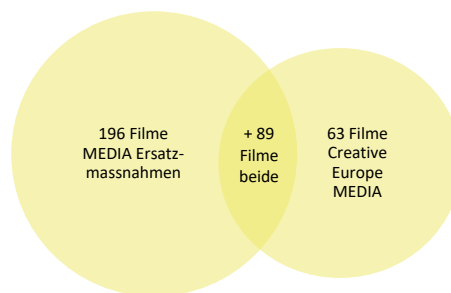 196 Filme
MEDIA Ersatz-
massnahmen
+ 89
Filme
beide
63 Filme
Creative
Europe
MEDIA